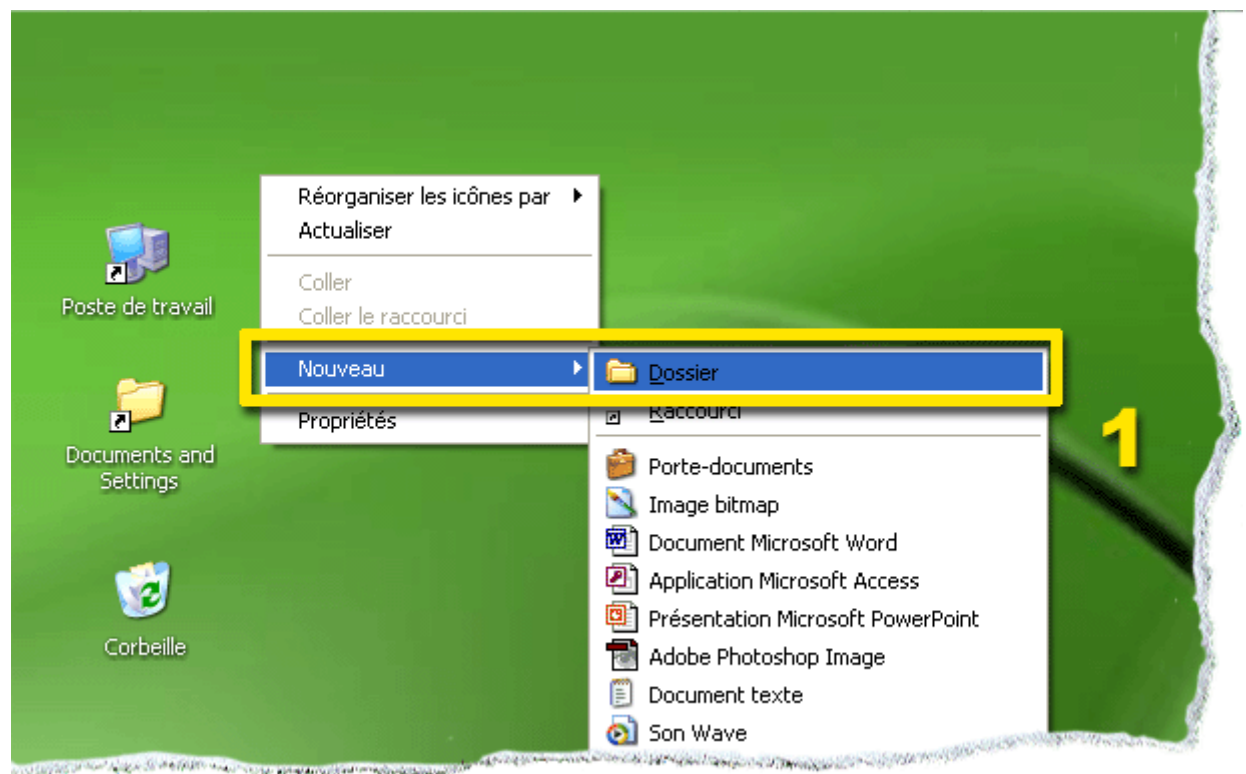 Poste de travail
Documents and
Settings
Corbeille
Réorganiser les icônes par
Actualiser
Coller
Coller le raccourci
Nouveau
Propriétés
Dossier
Raccourci
Porte-documents
Image bitmap
Document Microsoft Word
Application Microsoft Access
Présentation Microsoft PowerPoint
Adobe Photoshop Image
Document texte
Son Wave
1